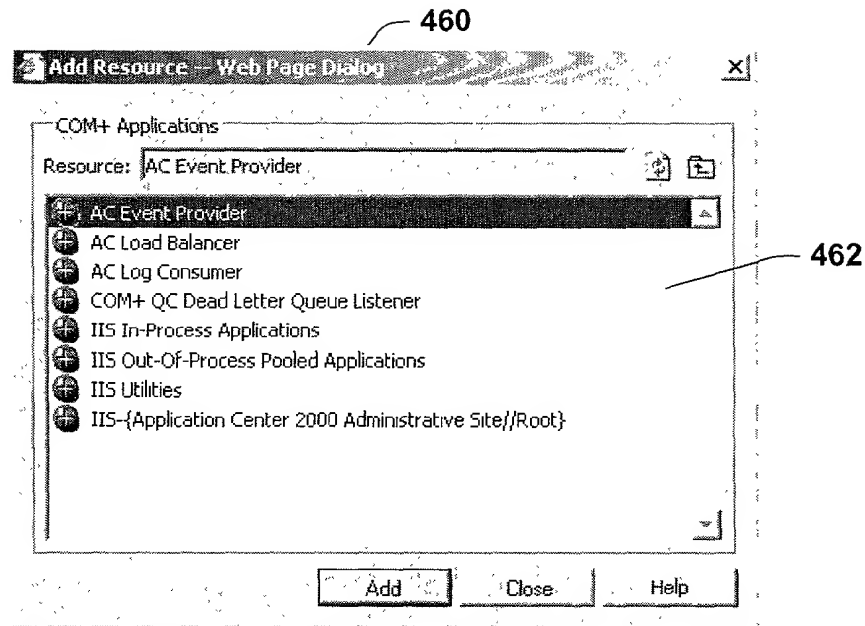 460
Add Resource -- Web Page Dialog
COM+ Applications
Resource: AC Event Provider
AC Event Provider
AC Load Balancer
AC Log Consumer
462
COM+ QC Dead Letter Queue Listener
IIS In-Process Applications
IIS Out-Of-Process Pooled Applications
IIS Utilities
IIS-{Application Center 2000 Administrative Site//Root}
Add Close Help